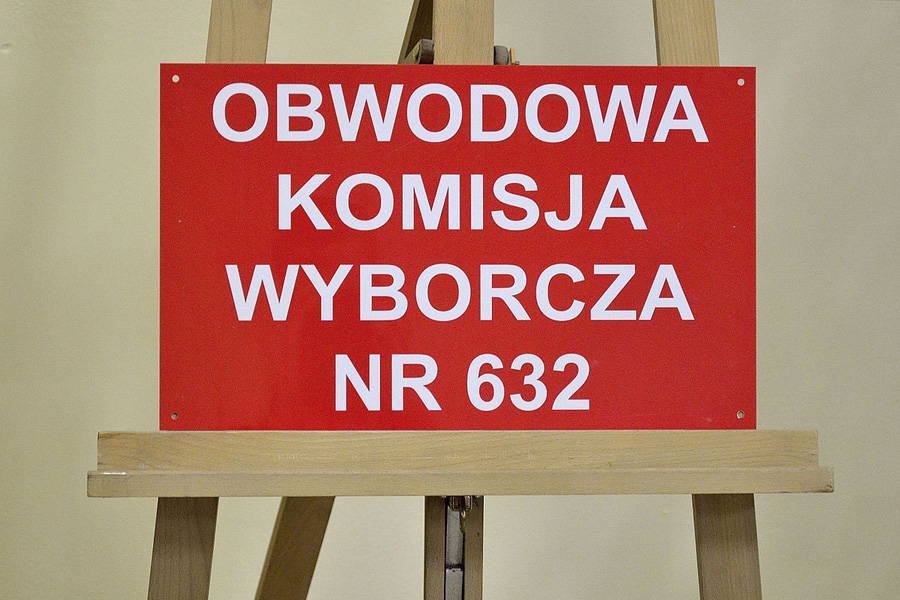 OBWODOWA
KOMISJA
WYBORCZA
NR 632